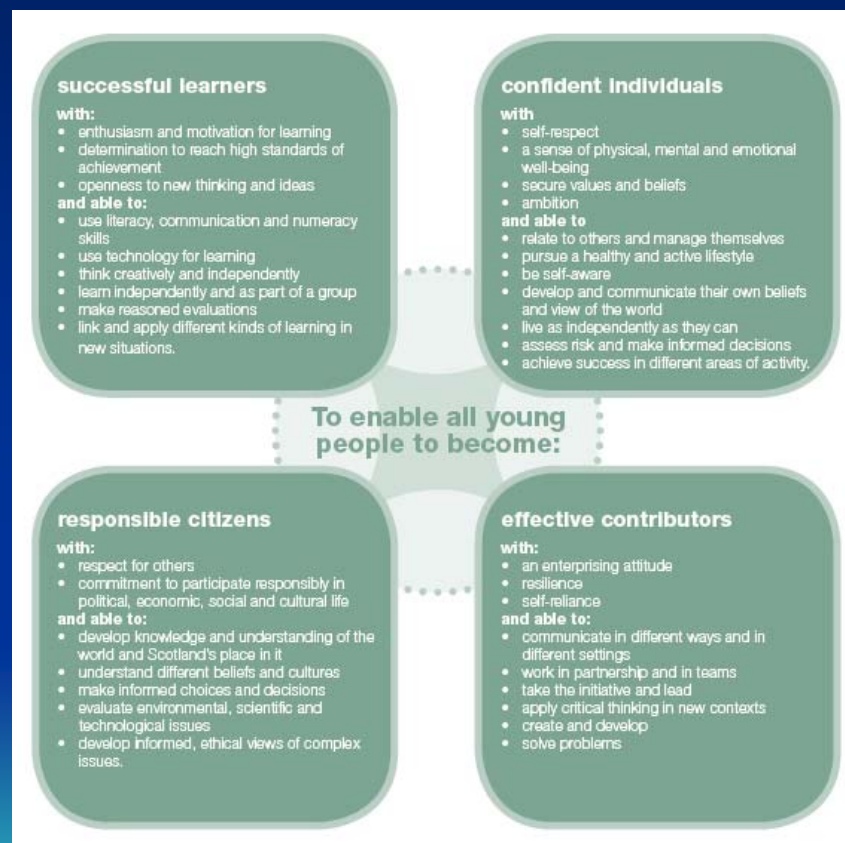 successful learners
with:
• enthusiasm and motivation for learning
• determination to reach high standards of
achievement
• openness to new thinking and ideas
and able to:
• use literacy, communication and numeracy
skills
• use technology for learning
• think creatively and independently
• learn independently and as part of a group
• make reasoned evaluations
• link and apply different kinds of learning in
new situations.
confident individuals
with
• self-respect
• a sense of physical, mental and emotional
well-being
• secure values and beliefs
• ambition
and able to
• relate to others and manage themselves
• pursue a healthy and active lifestyle
• be self-aware
• develop and communicate their own beliefs
and view of the world
• live as independently as they can
• assess risk and make informed decisions
• achieve success in different areas of activity.
To enable all young
people to become:
responsible citizens
with:
• respect for others
• commitment to participate responsibly in
political, economic, social and cultural life
and able to:
• develop knowledge and understanding of the
world and Scotland's place in it
• understand different beliefs and cultures
• make informed choices and decisions
• evaluate environmental, scientific and
technological issues
• develop informed, ethical views of complex
issues.
effective contributors
with:
• an enterprising attitude
• resilience
• self-reliance
and able to:
• communicate in different ways and in
different settings
• work in partnership and in teams
• take the initiative and lead
• apply critical thinking in new contexts
• create and develop
• solve problems